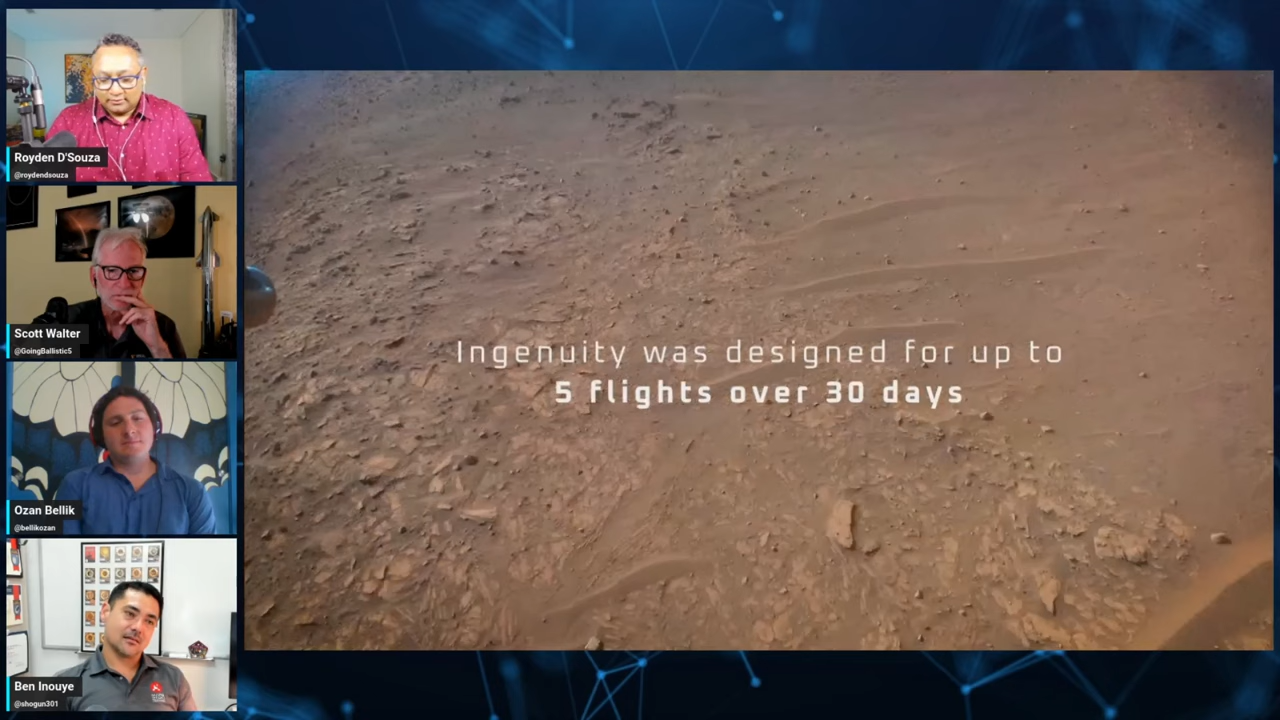 Royden D'Souza
@roydendsouza
Scott Walter
@GoingBallistic5
Ozan Bellik
@bellikozan
Ben Inouye
@shogun301
Ingenuity was designed for up to
5 flights over 30 days